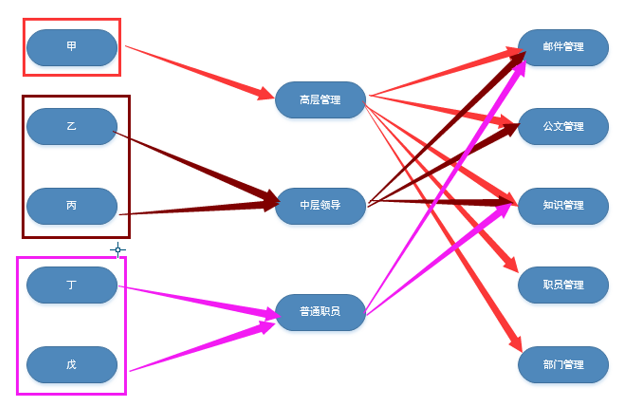 甲
乙
丙
丁
戊
高层管理
中层领导
普通职员
邮件管理
公文管理
知识管理
职员管理
部门管理